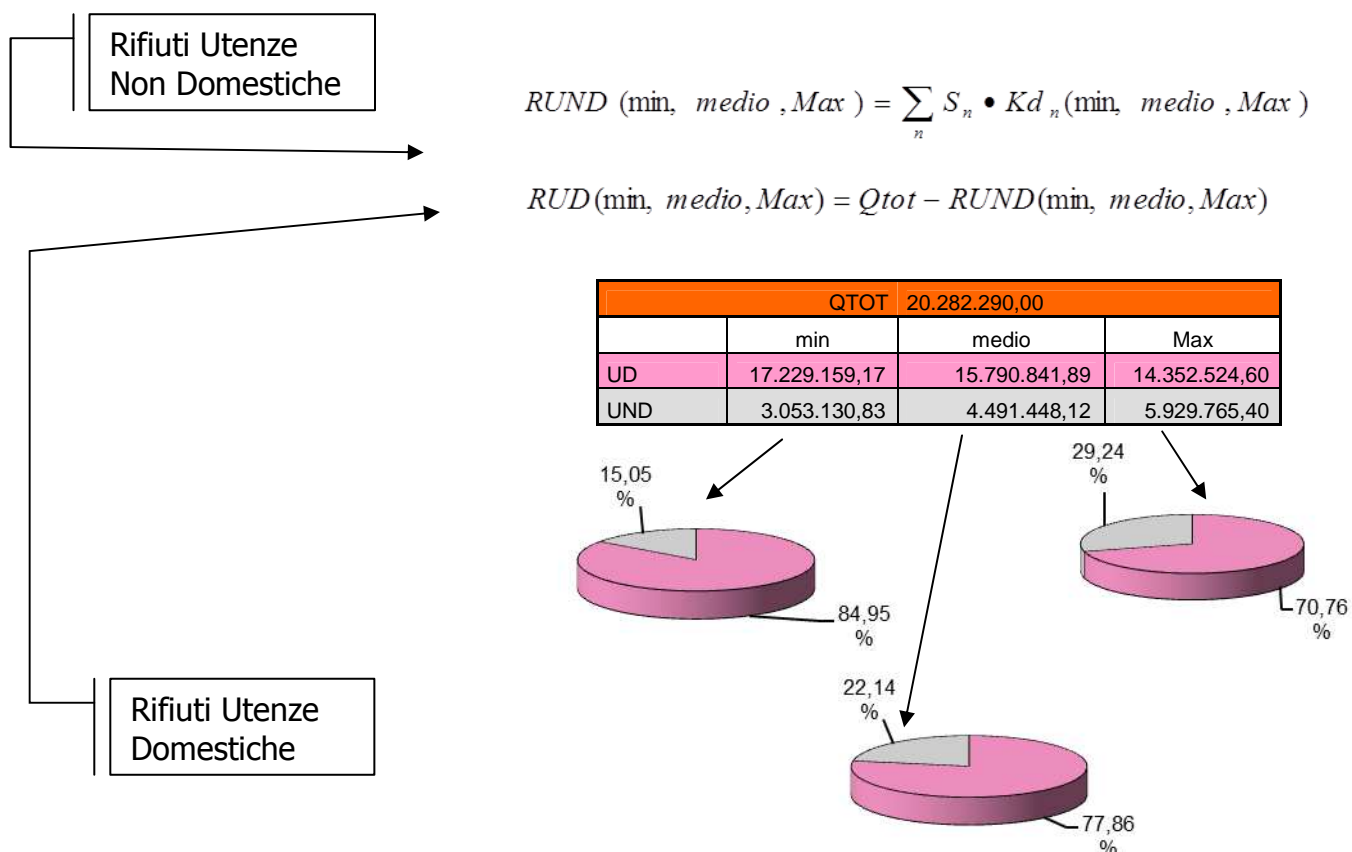 Rifiuti Utenze
Non Domestiche
RUND (min, medio , Max ) = ∑ S_n • Kd_n (min, medio , Max )
n
RUD(min, medio, Max) = Qtot − RUND(min, medio, Max)
QTOT 20.282.290,00
min medio Max
UD 17.229.159,17 15.790.841,89 14.352.524,60
UND 3.053.130,83 4.491.448,12 5.929.765,40
15,05
%
84,95
%
29,24
%
70,76
%
Rifiuti Utenze
Domestiche
22,14
%
77,86
%